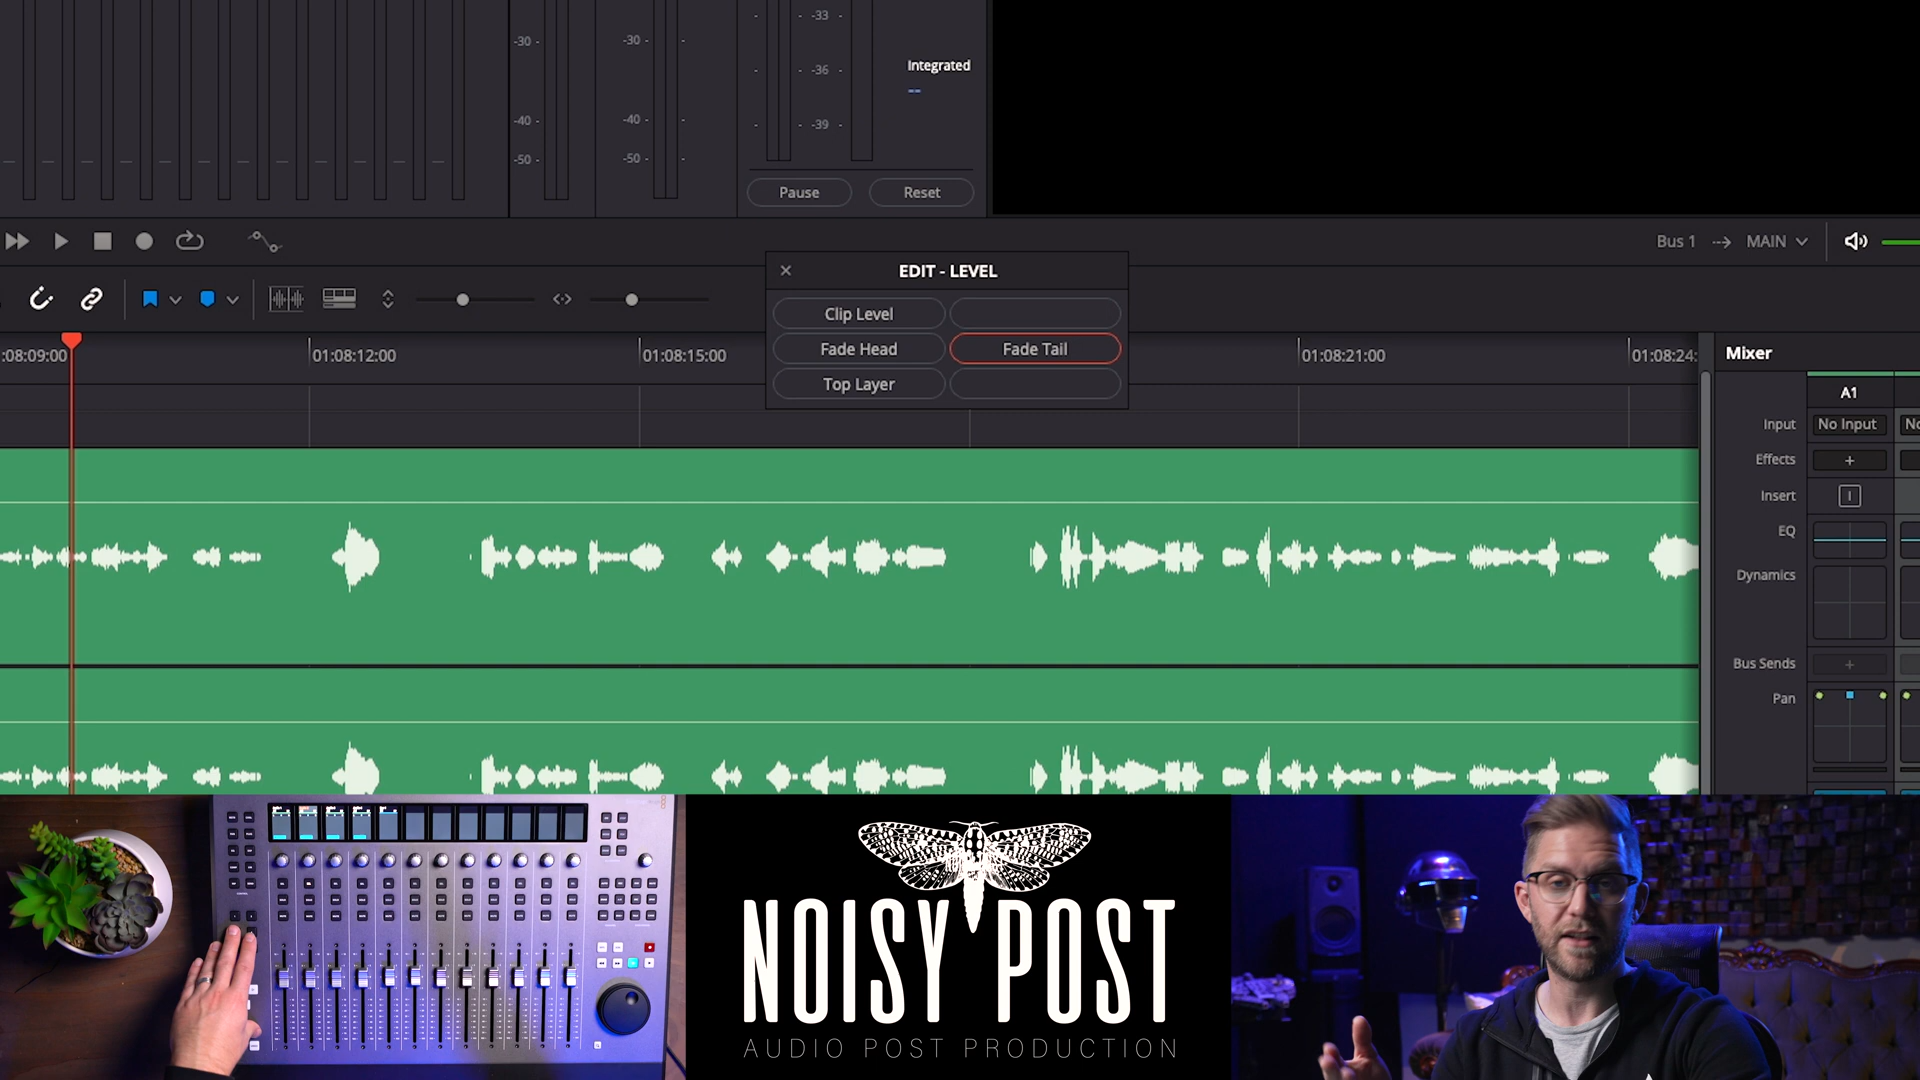 -30 -
-30 -
-40 -
-40 -
-50 -
-50 -
- -33
- -36 -
- -39 -
Integrated
--
Pause
Reset
Bus 1
MAIN
EDIT - LEVEL
Clip Level
Fade Head
Fade Tail
Top Layer
:08:09:00
01:08:12:00
01:08:15:00
01:08:21:00
01:08:24:
Mixer
A1
Input
No Input
No
Effects
+
Insert
I
EQ
Dynamics
Bus Sends
+
Pan
NOISY POST
AUDIO POST PRODUCTION